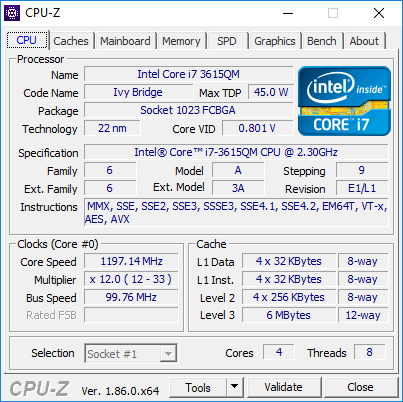 CPU-Z
CPU Caches Mainboard Memory SPD Graphics Bench About
Processor
Name Intel Core i7 3615QM
Code Name Ivy Bridge Max TDP 45.0 W
Package Socket 1023 FCBGA
Technology 22 nm Core VID 0.801 V
intel inside™
CORE™ i7
Specification Intel® Core™ i7-3615QM CPU @ 2.30GHz
Family 6 Model A Stepping 9
Ext. Family 6 Ext. Model 3A Revision E1/L1
Instructions MMX, SSE, SSE2, SSE3, SSSE3, SSE4.1, SSE4.2, EM64T, VT-x,
AES, AVX
Clocks (Core #0)
Core Speed 1197.14 MHz
Multiplier x 12.0 ( 12 - 33 )
Bus Speed 99.76 MHz
Rated FSB
Cache
L1 Data 4 x 32 KBytes 8-way
L1 Inst. 4 x 32 KBytes 8-way
Level 2 4 x 256 KBytes 8-way
Level 3 6 MBytes 12-way
Selection Socket #1 Cores 4 Threads 8
CPU-Z Ver. 1.86.0.x64 Tools Validate Close